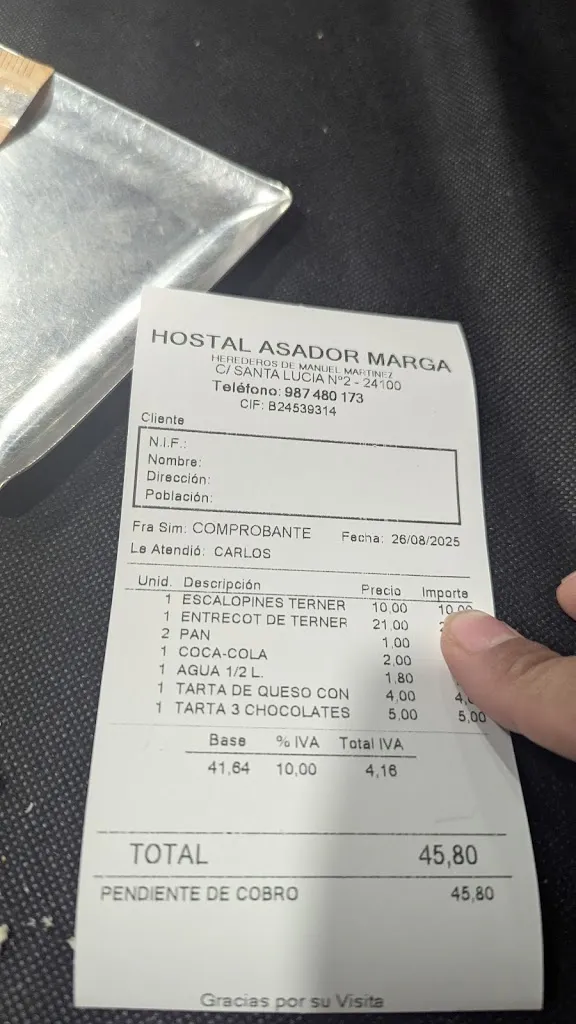 HOSTAL ASADOR MARGA
HEREDEROS DE MANUEL MARTINEZ
C/ SANTA LUCIA Nº2 - 24100
Teléfono: 987 480 173
CIF: B24539314
Cliente
N.I.F.:
Nombre:
Dirección:
Población:
Fra Sim: COMPROBANTE Fecha: 26/08/2025
Le Atendió: CARLOS
Unid. Descripción Precio Importe
1 ESCALOPINES TERNER 10,00 10,00
1 ENTRECOT DE TERNER 21,00
2 PAN 1,00
1 COCA-COLA 2,00
1 AGUA 1/2 L. 1,80
1 TARTA DE QUESO CON 4,00
1 TARTA 3 CHOCOLATES 5,00 5,00
Base % IVA Total IVA
41,64 10,00 4,16
TOTAL 45,80
PENDIENTE DE COBRO 45,80
Gracias por su Visita